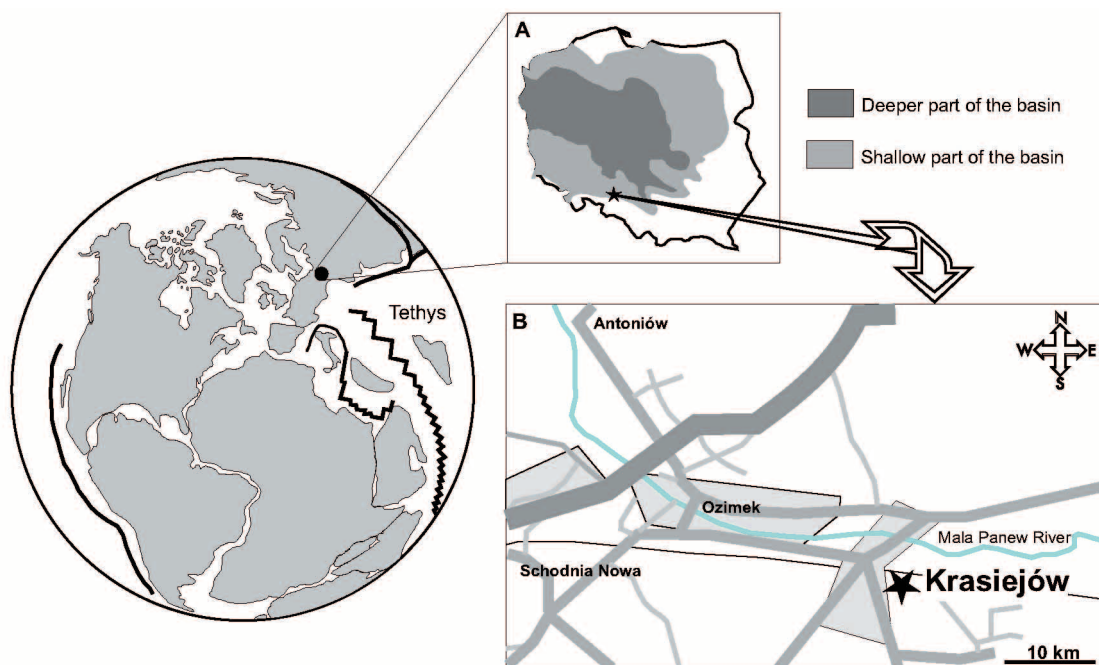 A
Deeper part of the basin
Shallow part of the basin
Tethys
B
Antoniów
N
W E
S
Ozimek
Mala Panew River
Schodnia Nowa
Krasiejów
10 km